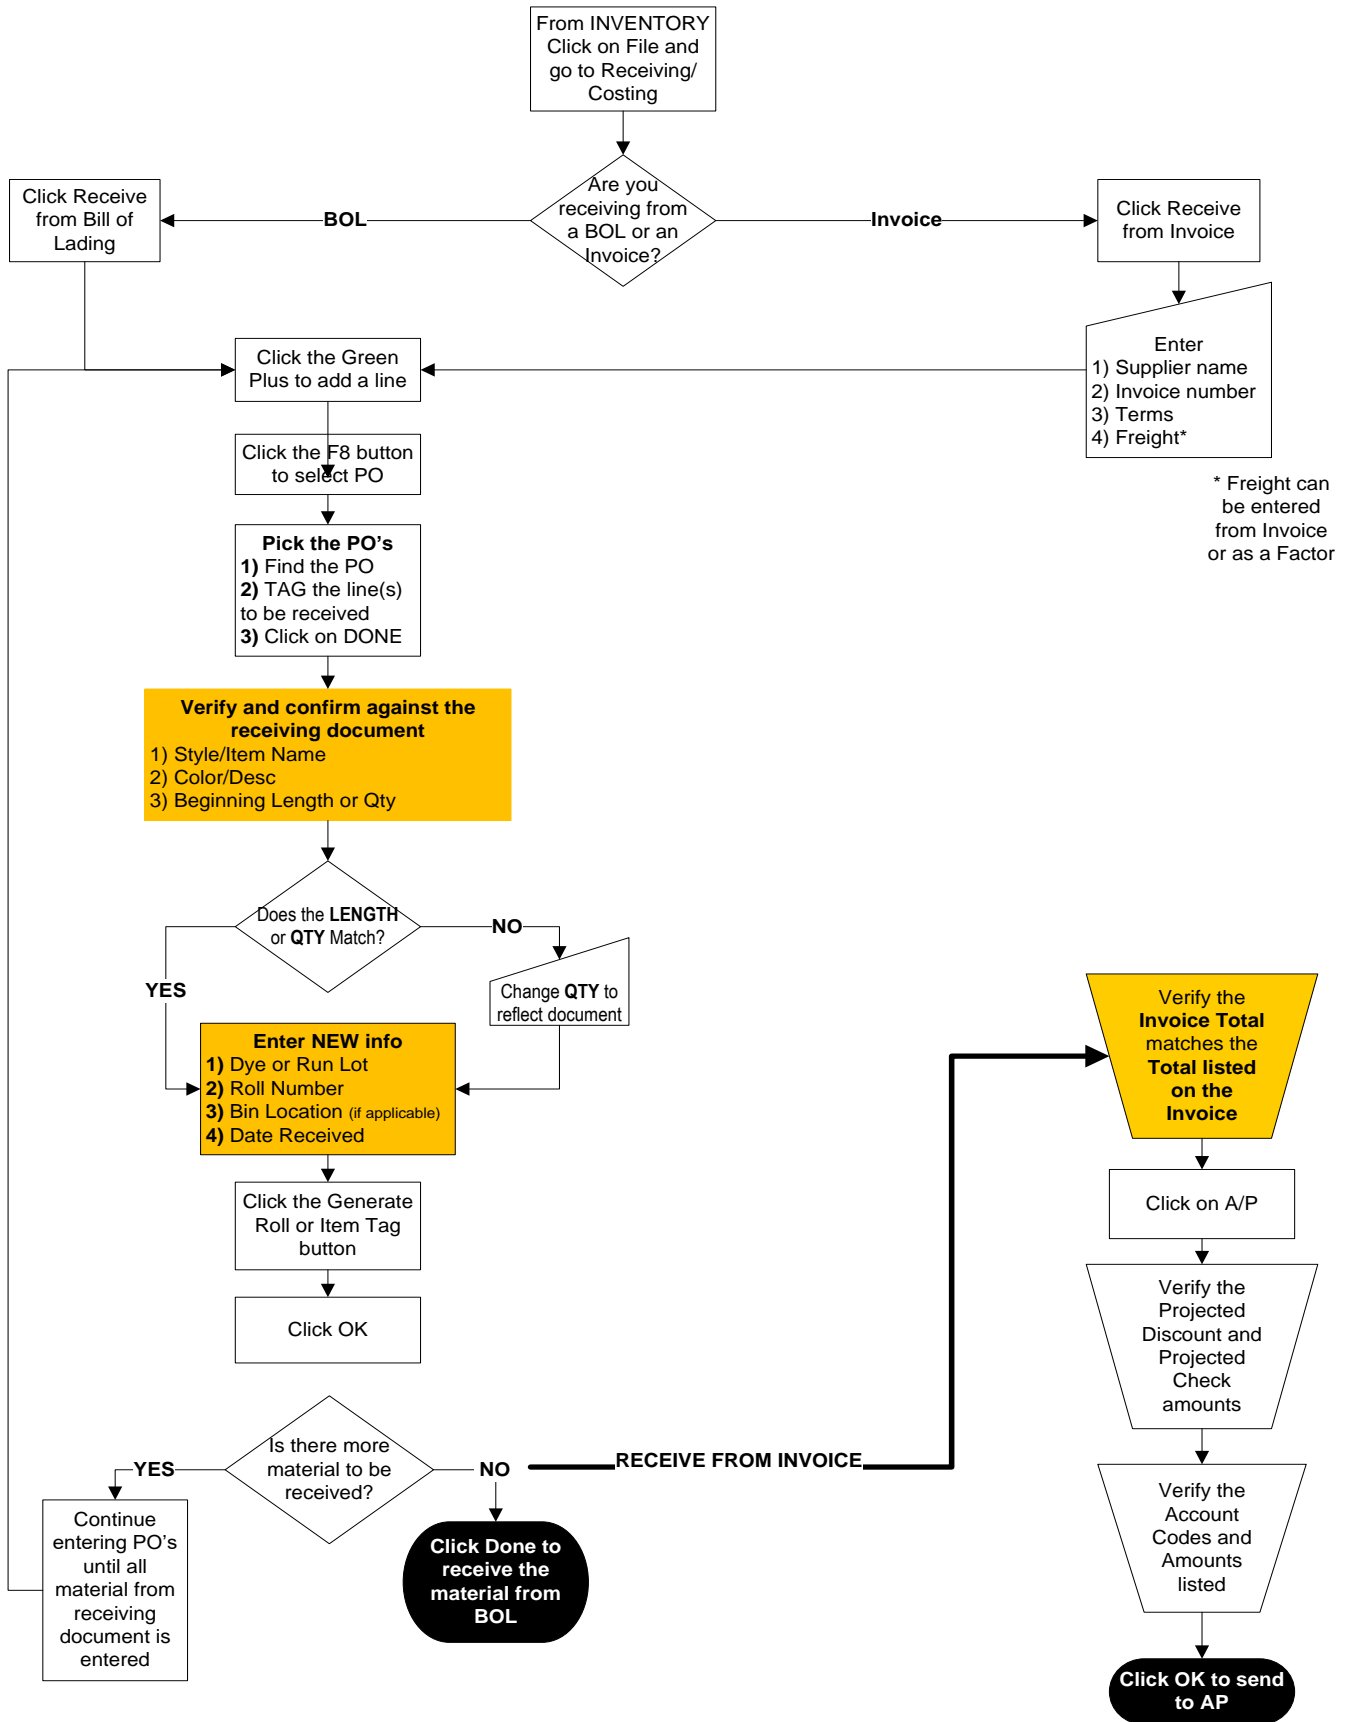 From INVENTORY
Click on File and
go to Receiving/
Costing
Are you
receiving from
a BOL or an
Invoice?
BOL
Invoice
Click Receive
from Bill of
Lading
Click Receive
from Invoice
Enter
1) Supplier name
2) Invoice number
3) Terms
4) Freight*
* Freight can
be entered
from Invoice
or as a Factor
Click the Green
Plus to add a line
Click the F8 button
to select PO
Pick the PO's
1) Find the PO
2) TAG the line(s)
to be received
3) Click on DONE
Verify and confirm against the
receiving document
1) Style/Item Name
2) Color/Desc
3) Beginning Length or Qty
Does the LENGTH
or QTY Match?
NO
YES
Change QTY to
reflect document
Enter NEW info
1) Dye or Run Lot
2) Roll Number
3) Bin Location (if applicable)
4) Date Received
Click the Generate
Roll or Item Tag
button
Click OK
Is there more
material to be
received?
YES
NO
RECEIVE FROM INVOICE
Continue
entering PO's
until all
material from
receiving
document is
entered
Click Done to
receive the
material from
BOL
Verify the
Invoice Total
matches the
Total listed
on the
Invoice
Click on A/P
Verify the
Projected
Discount and
Projected
Check
amounts
Verify the
Account
Codes and
Amounts
listed
Click OK to send
to AP